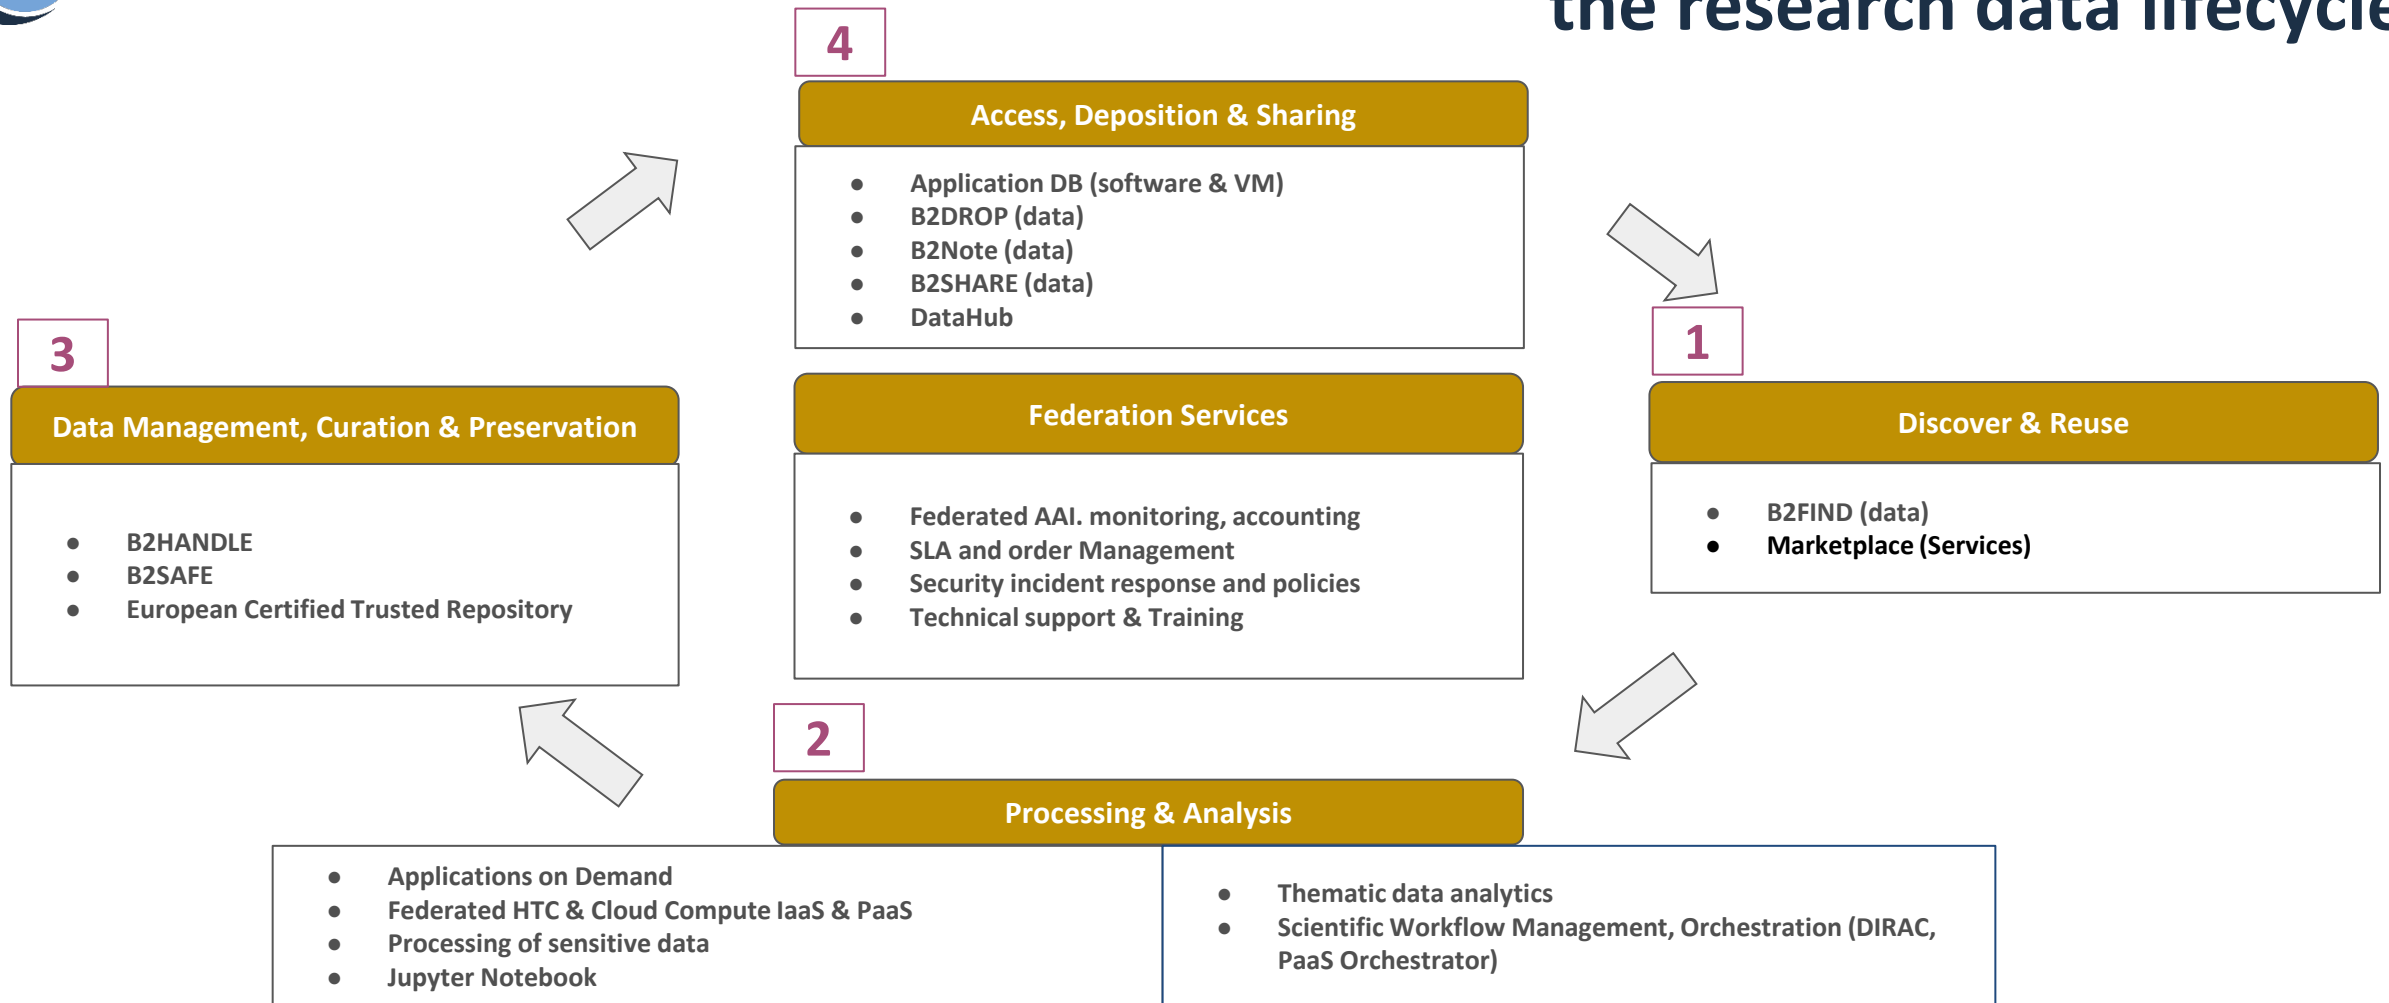 the research data lifecycle
4
Access, Deposition & Sharing
● Application DB (software & VM)
● B2DROP (data)
● B2Note (data)
● B2SHARE (data)
● DataHub
3
Data Management, Curation & Preservation
● B2HANDLE
● B2SAFE
● European Certified Trusted Repository
Federation Services
● Federated AAI. monitoring, accounting
● SLA and order Management
● Security incident response and policies
● Technical support & Training
1
Discover & Reuse
● B2FIND (data)
● Marketplace (Services)
2
Processing & Analysis
● Applications on Demand
● Federated HTC & Cloud Compute IaaS & PaaS
● Processing of sensitive data
● Jupyter Notebook
● Thematic data analytics
● Scientific Workflow Management, Orchestration (DIRAC,
PaaS Orchestrator)